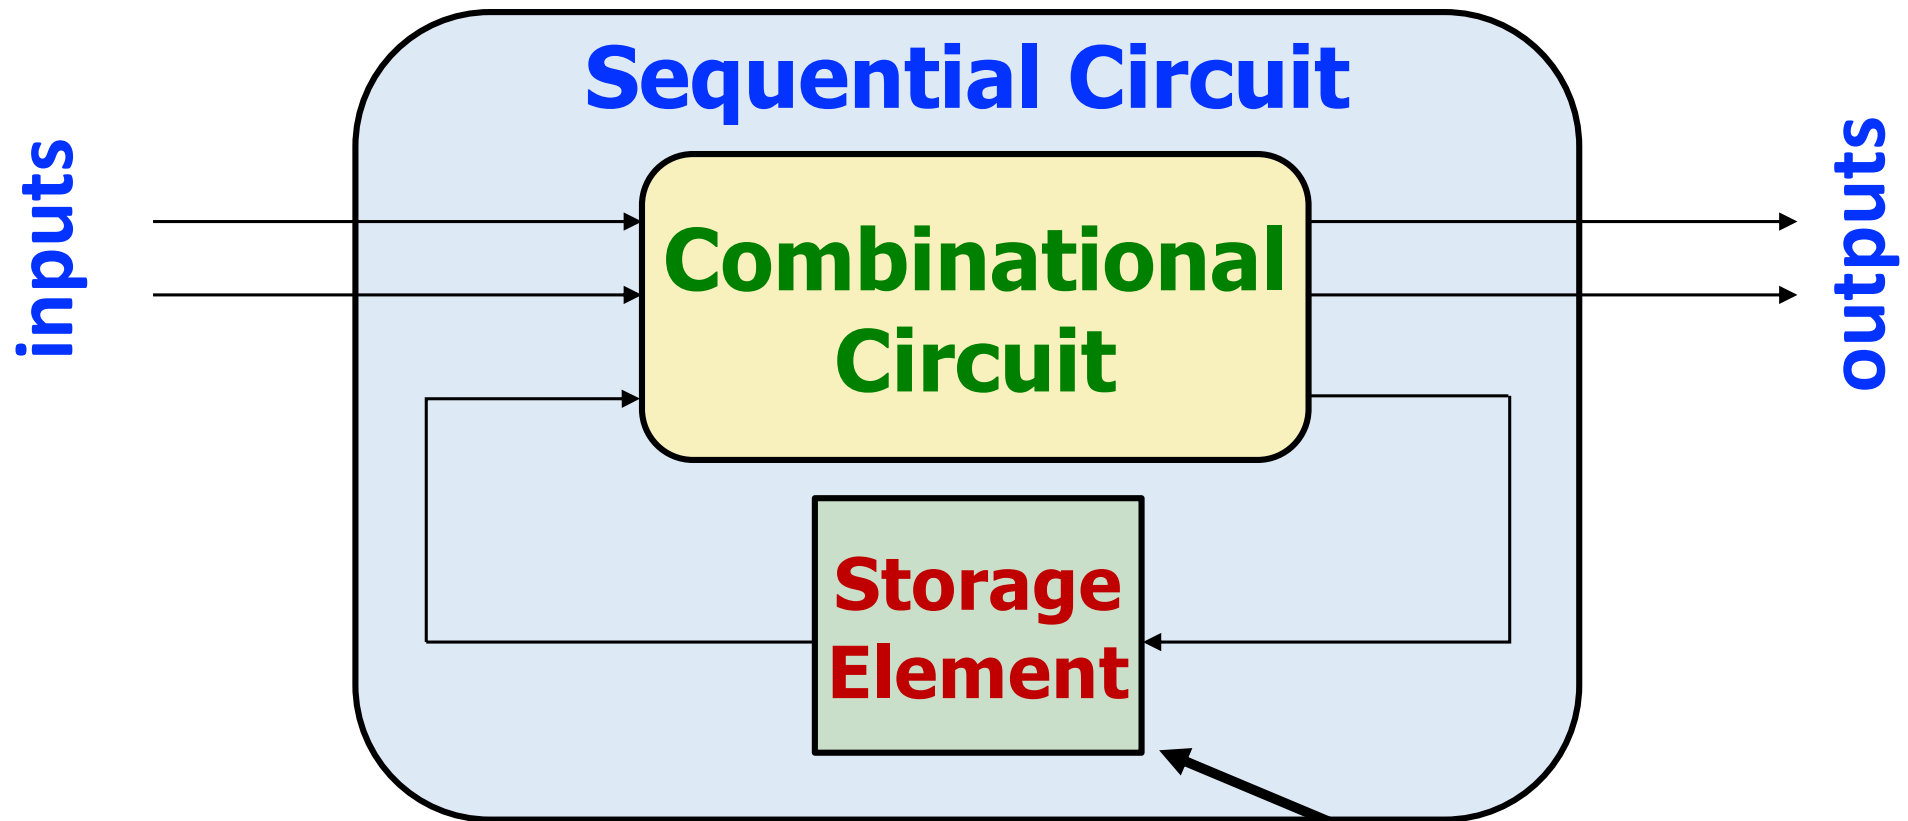 Sequential Circuit
inputs
Combinational
Circuit
outputs
Storage
Element